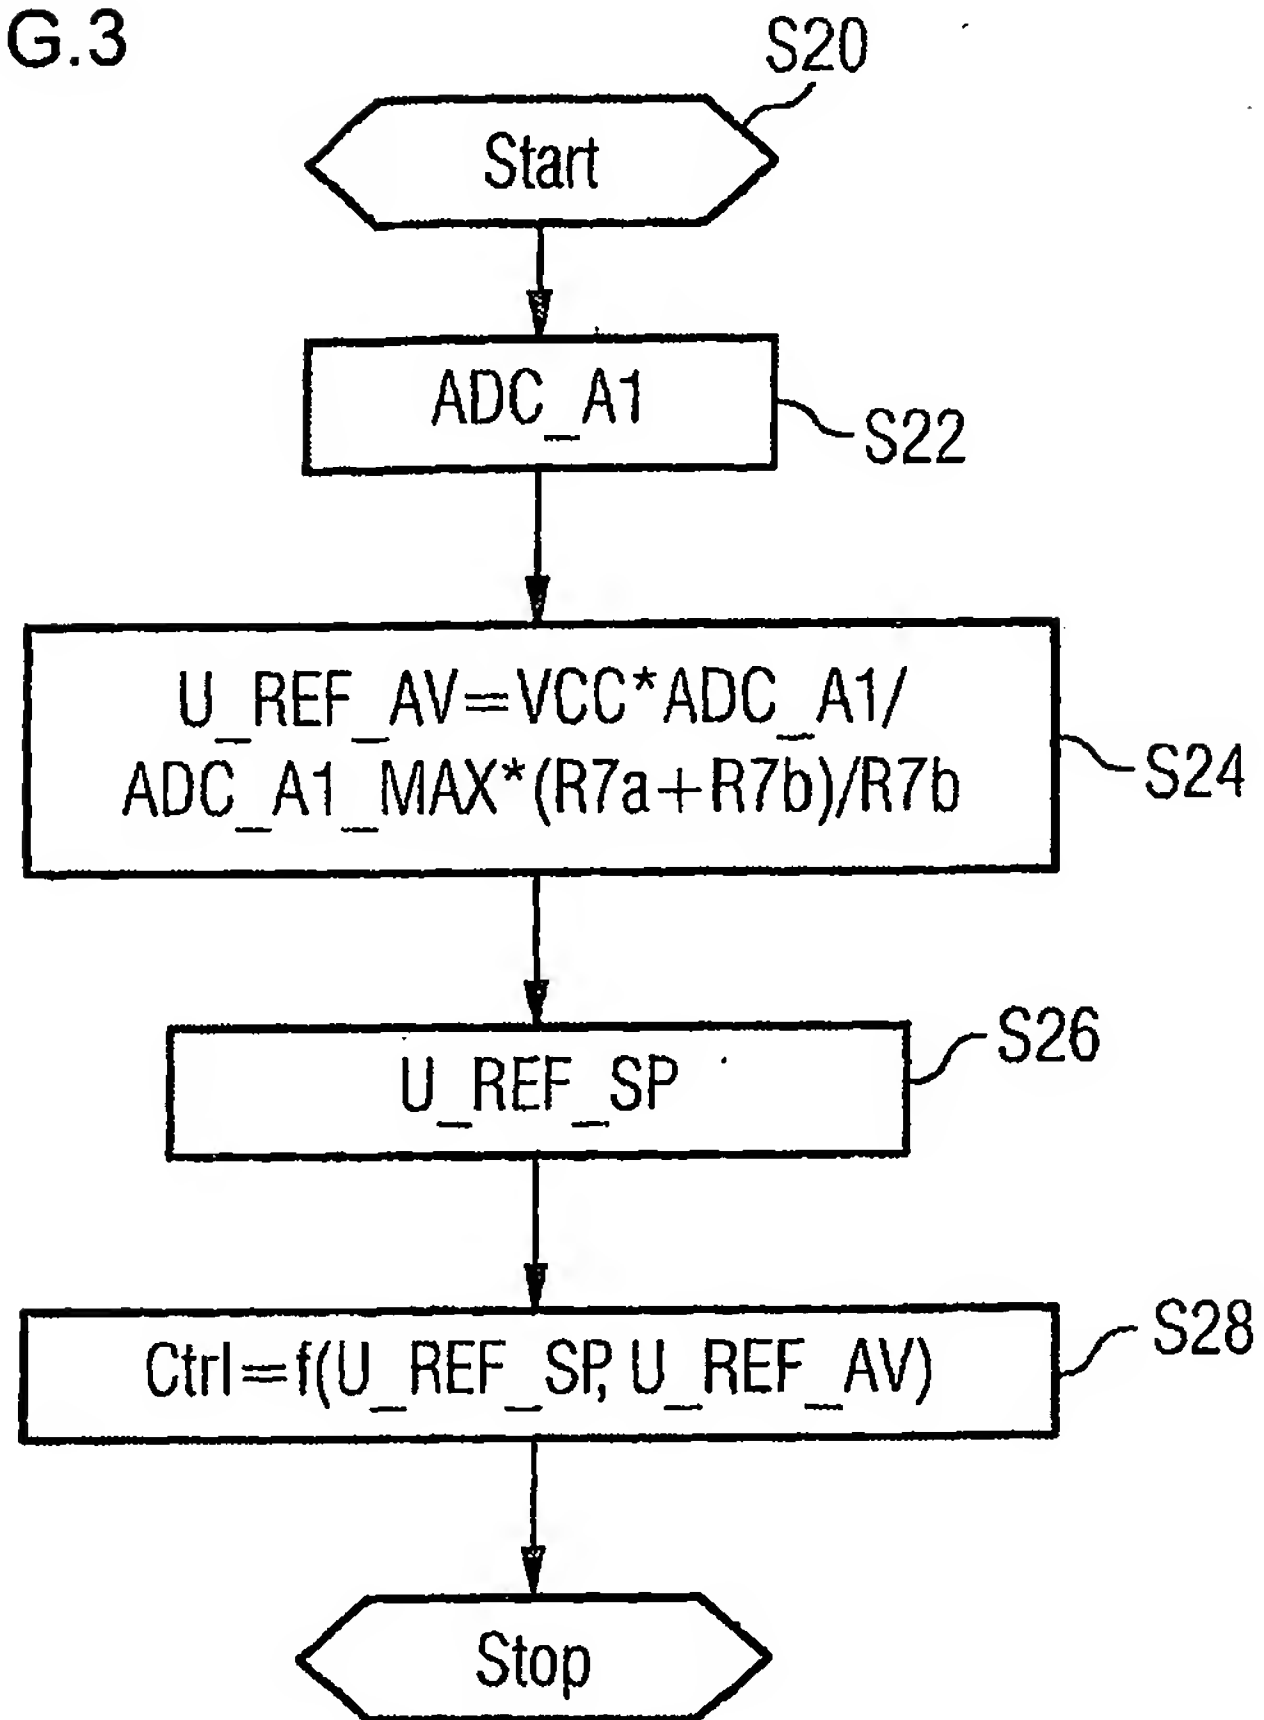 G.3
S20
Start
ADC_A1
S22
U_REF_AV=VCC*ADC_A1/
ADC_A1_MAX*(R7a+R7b)/R7b
S24
U_REF_SP
S26
Ctrl=f(U_REF_SP, U_REF_AV)
S28
Stop